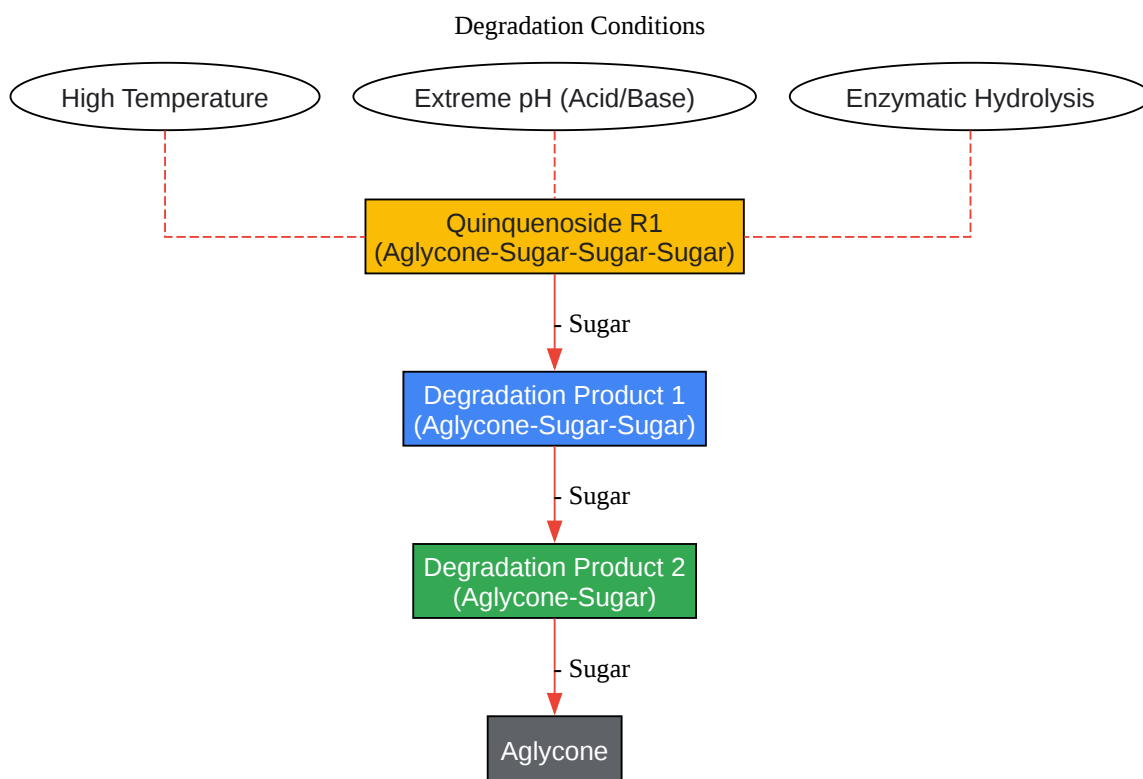 Degradation Conditions
High Temperature
Extreme pH (Acid/Base)
Enzymatic Hydrolysis
Quinquenoside R1
(Aglycone-Sugar-Sugar-Sugar)
- Sugar
Degradation Product 1
(Aglycone-Sugar-Sugar)
- Sugar
Degradation Product 2
(Aglycone-Sugar)
- Sugar
Aglycone